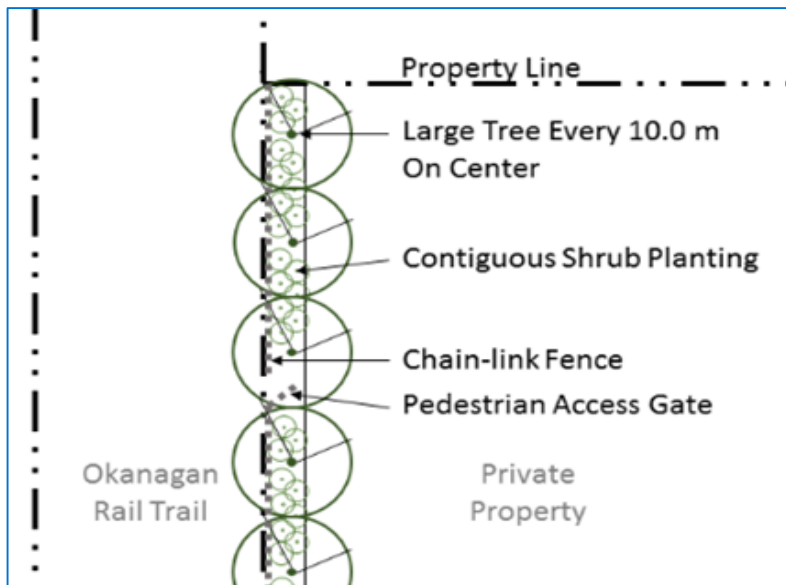 Property Line
Large Tree Every 10.0 m
On Center
Contiguous Shrub Planting
Chain-link Fence
Pedestrian Access Gate
Okanagan
Rail Trail
Private
Property